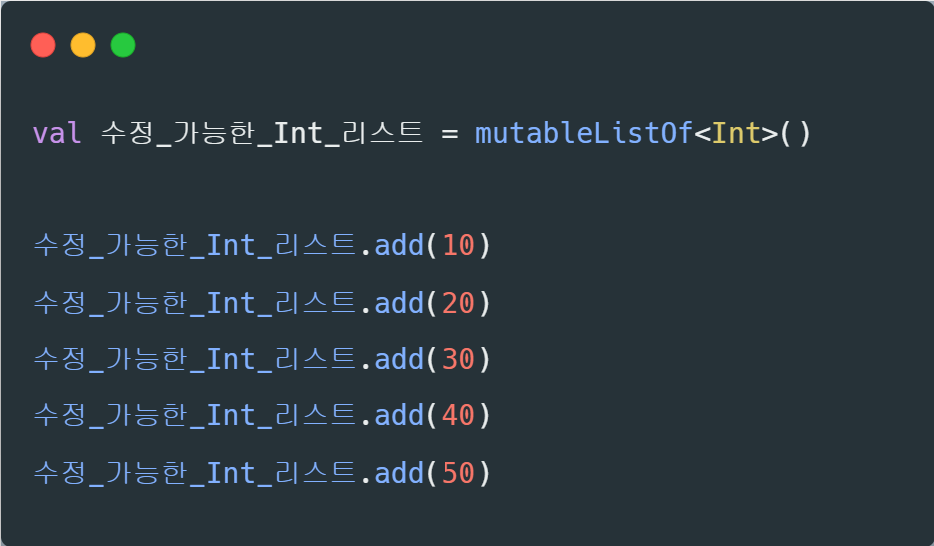 val 수정_가능한_Int_리스트 = mutableListOf<Int>()
수정_가능한_Int_리스트.add(10)
수정_가능한_Int_리스트.add(20)
수정_가능한_Int_리스트.add(30)
수정_가능한_Int_리스트.add(40)
수정_가능한_Int_리스트.add(50)